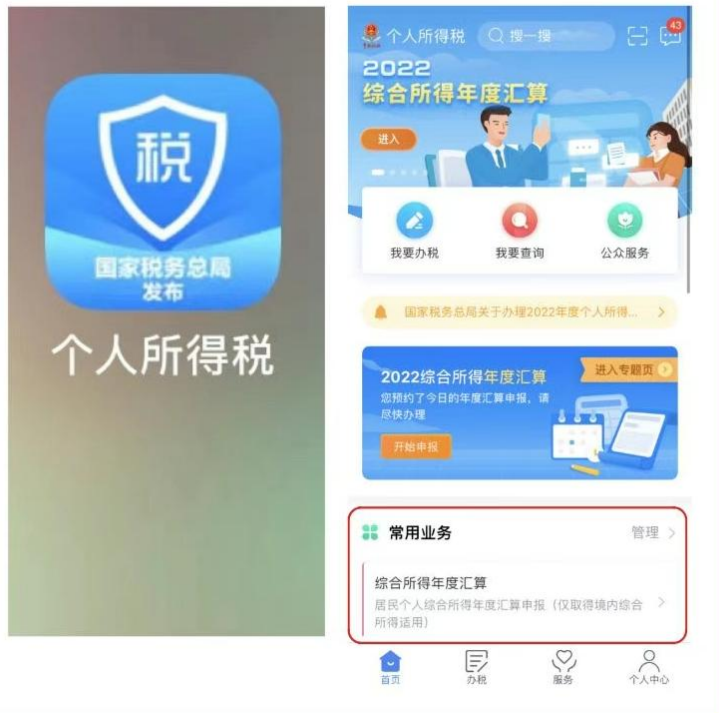 税
国家税务总局
发布
个人所得税
个人所得税
搜一搜
43
2022
综合所得年度汇算
进入
我要办税
我要查询
公众服务
国家税务总局关于办理2022年度个人所得...
2022综合所得年度汇算
进入专题页
您预约了今日的年度汇算申报，请
尽快办理
开始申报
常用业务
管理
综合所得年度汇算
居民个人综合所得年度汇算申报（仅取得境内综合
所得适用）
首页
办税
服务
个人中心